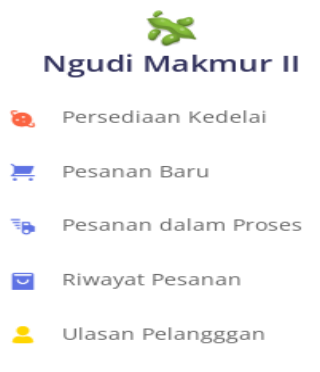 Ngudi Makmur II
Persediaan Kedelai
Pesanan Baru
Pesanan dalam Proses
Riwayat Pesanan
Ulasan Pelangggan